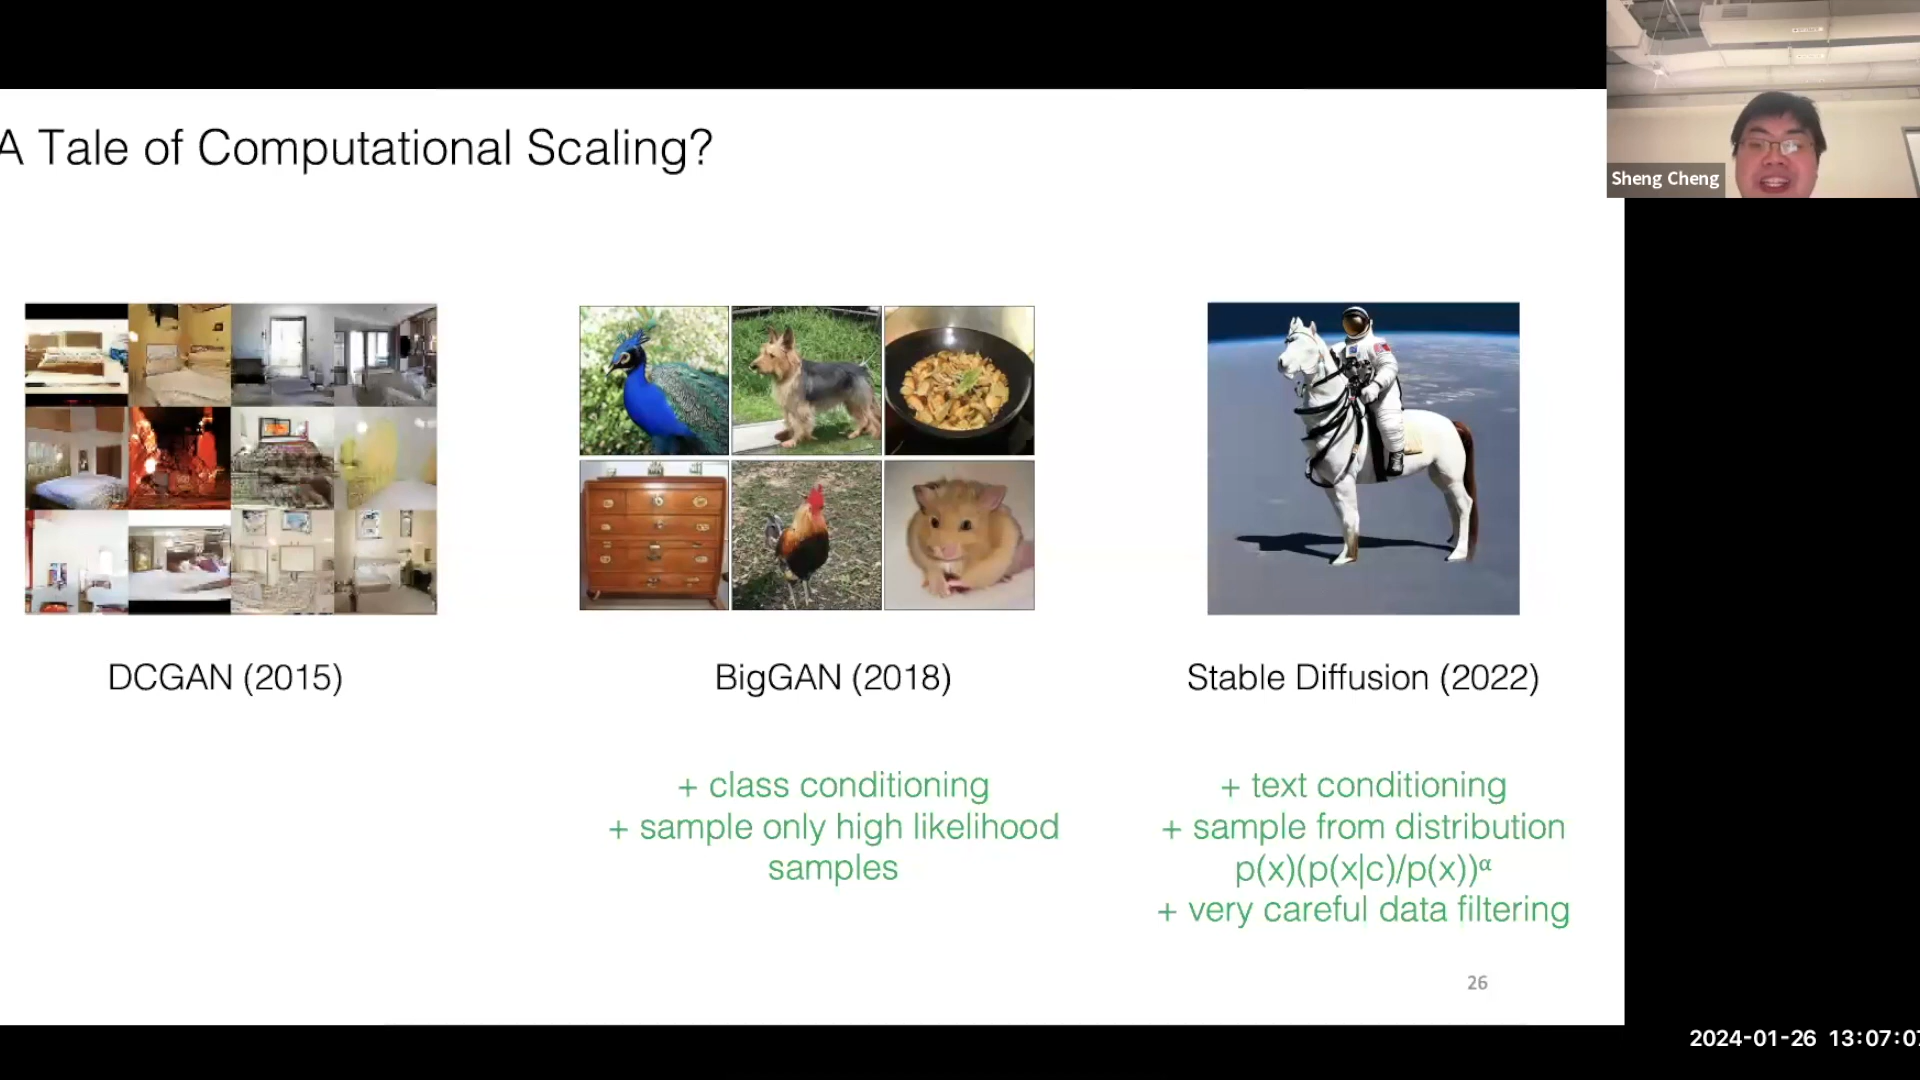 A Tale of Computational Scaling?
Sheng Cheng
DCGAN (2015)
BigGAN (2018)
Stable Diffusion (2022)
+ class conditioning
+ sample only high likelihood
samples
+ text conditioning
+ sample from distribution
p(x)(p(x|c)/p(x))ᵅ
+ very careful data filtering
26
2024-01-26 13:07:07